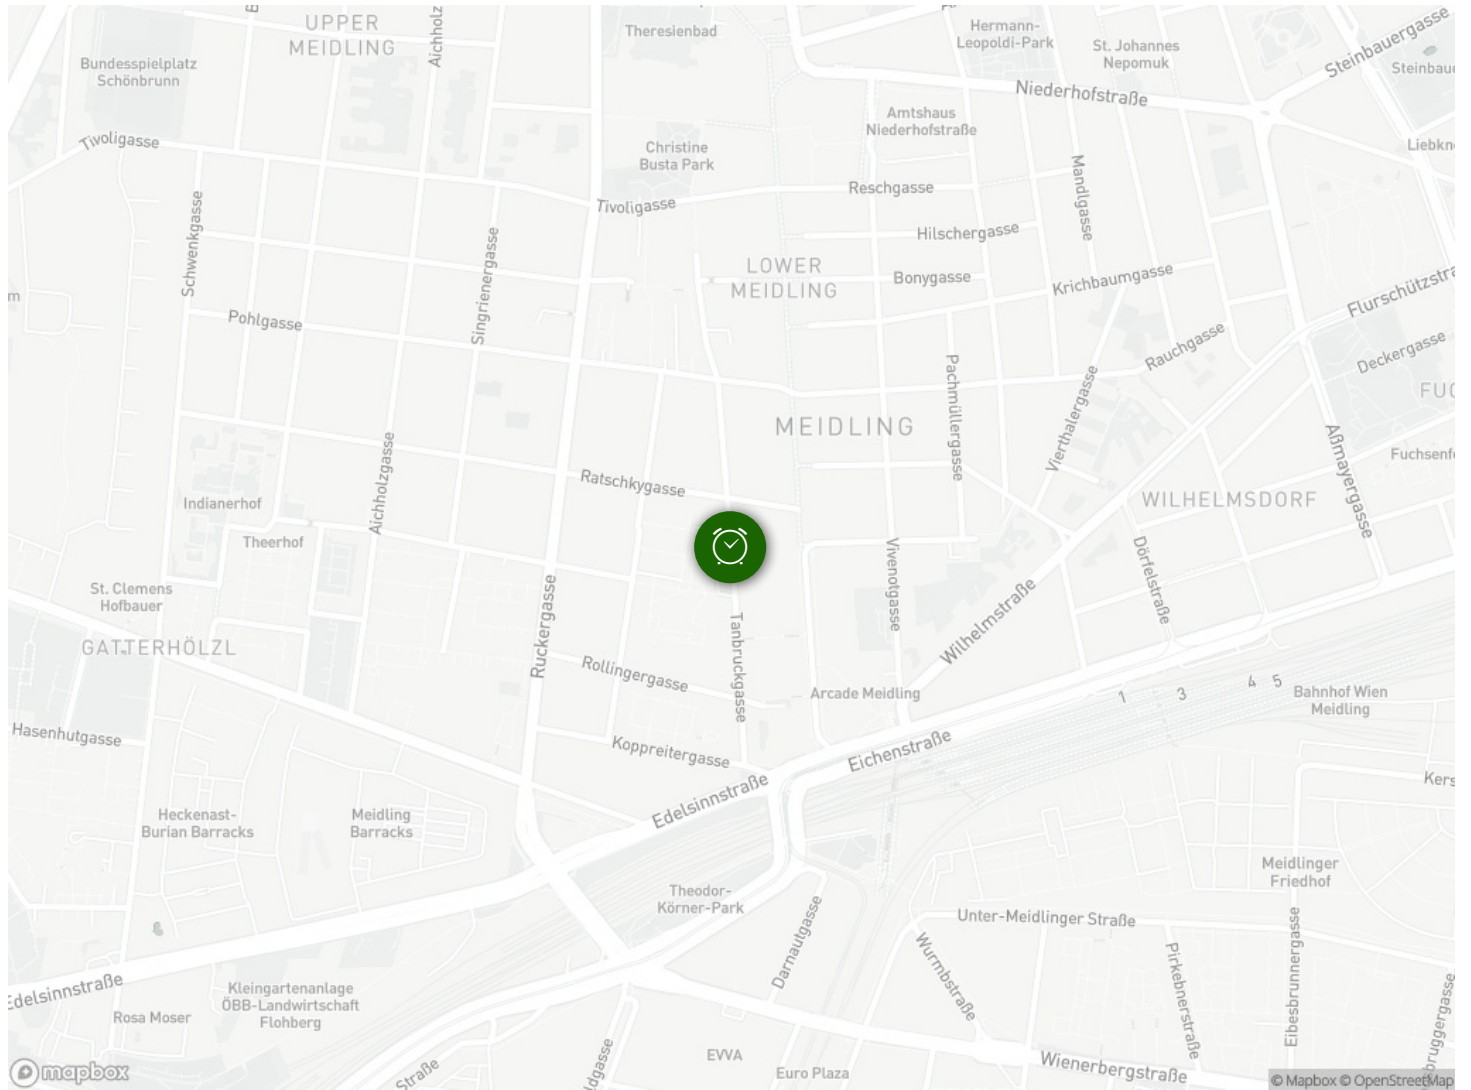 UPPER
MEIDLING
Aichholz
Theresienbad
Hermann-
Leopoldi-Park
St. Johannes
Nepomuk
Steinbauergasse
Steinbau
Bundesspielplatz
Schönbrunn
Niederhofstraße
Amtshaus
Niederhofstraße
Tivoligasse
Christine
Busta Park
Liebkn
Reschgasse
Mandlgasse
Tivoligasse
Schwenkgasse
Singrienergasse
Hilschergasse
LOWER
MEIDLING
Bonygasse
Krichbaumgasse
Flurschützstra
m
Pohlgasse
Rauchgasse
Deckergasse
Pachmüllergasse
Vierthalergasse
FUC
MEIDLING
Aßmayergasse
Aichholzgasse
Fuchsenf
Ratschkygasse
WILHELMSDORF
Indianerhof
Theerhof
Vivenotgasse
Dörfelstraße
St. Clemens
Hofbauer
Ruckergasse
Wilhelmstraße
GATTERHÖLZL
Tanbruckgasse
Rollingergasse
Arcade Meidling
1 3 4 5
Bahnhof Wien
Meidling
Hasenhutgasse
Koppreitergasse
Eichenstraße
Kers
Edelsinnstraße
Heckenast-
Burian Barracks
Meidling
Barracks
Meidlinger
Friedhof
Theodor-
Körner-Park
Unter-Meidlinger Straße
Darnautgasse
Wurmbstraße
Pirkebnerstraße
Eibesbrunnergasse
Edelsinnstraße
Kleingartenanlage
ÖBB-Landwirtschaft
Flohberg
Rosa Moser
sbruggergasse
EVVA
Euro Plaza
Wienerbergstraße
Straße
ldgasse
mapbox
© Mapbox © OpenStreetMap